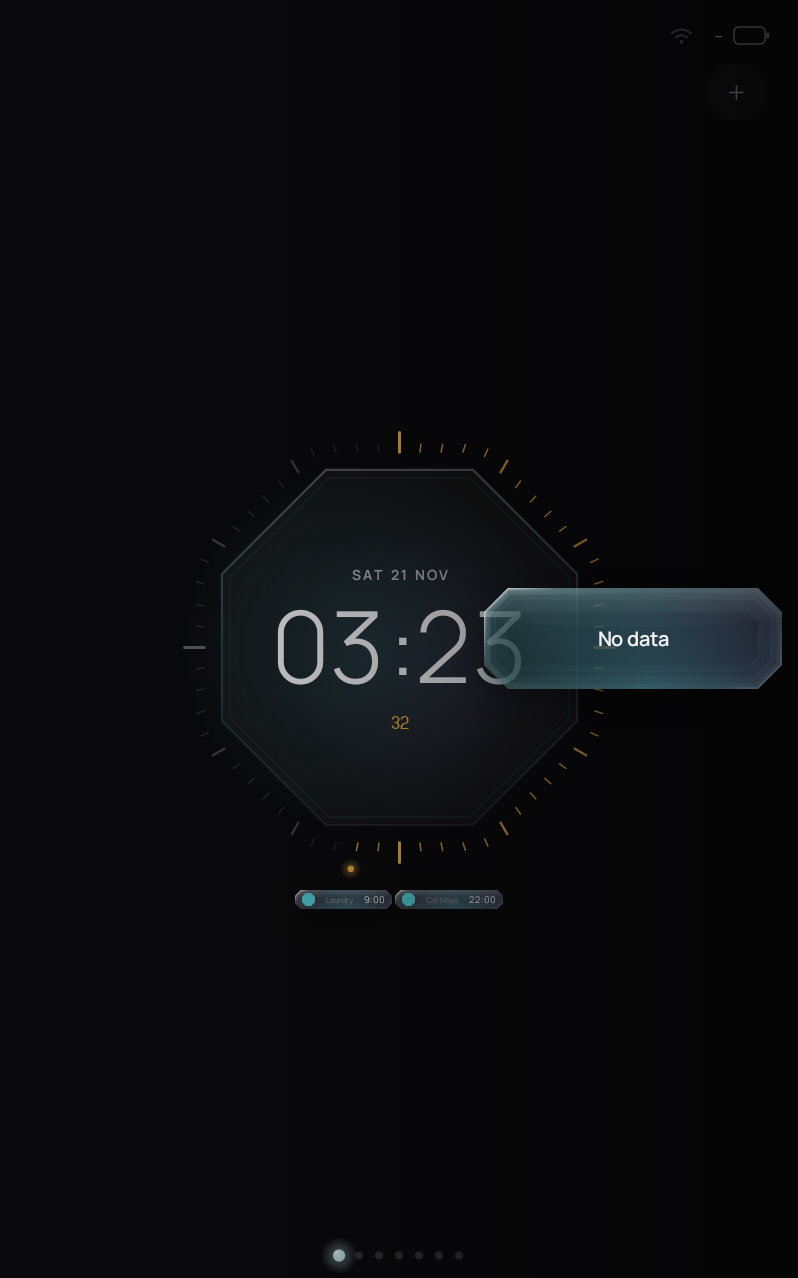 –
+
SAT 21 NOV
03:23
No data
32
Laundry 9:00
Call Maya 22:00